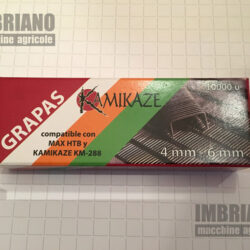 IMBRIANO
macchine agricole
GRAPAS
compatible con
MAX HTB y
KAMIKAZE KM-288
KAMIKAZE
10000 u
4 mm - 6 mm
IMBRIANO
macchine agricole